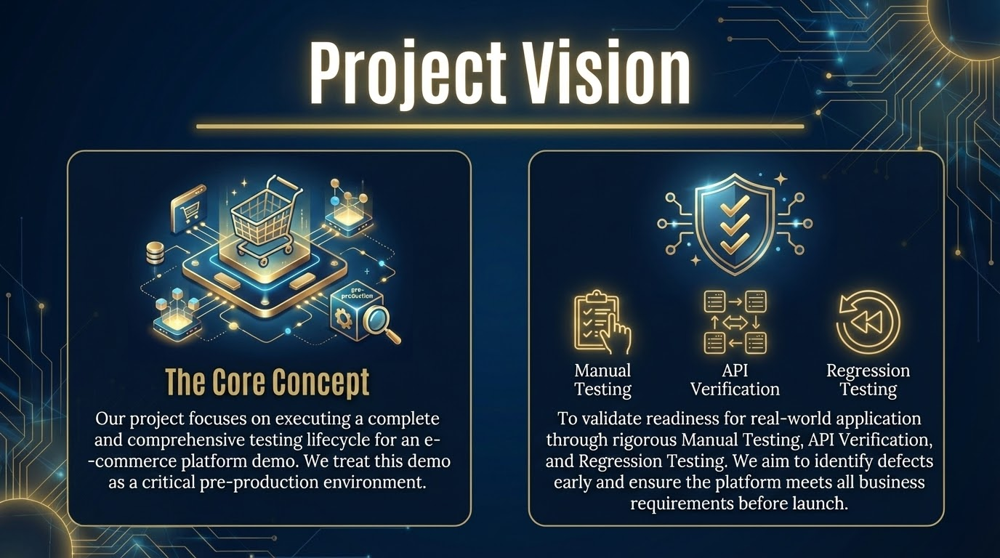 Project Vision
pre-
production
The Core Concept
Our project focuses on executing a complete
and comprehensive testing lifecycle for an e-
-commerce platform demo. We treat this demo
as a critical pre-production environment.
Manual
Testing
API
Verification
Regression
Testing
To validate readiness for real-world application
through rigorous Manual Testing, API Verification,
and Regression Testing. We aim to identify defects
early and ensure the platform meets all business
requirements before launch.